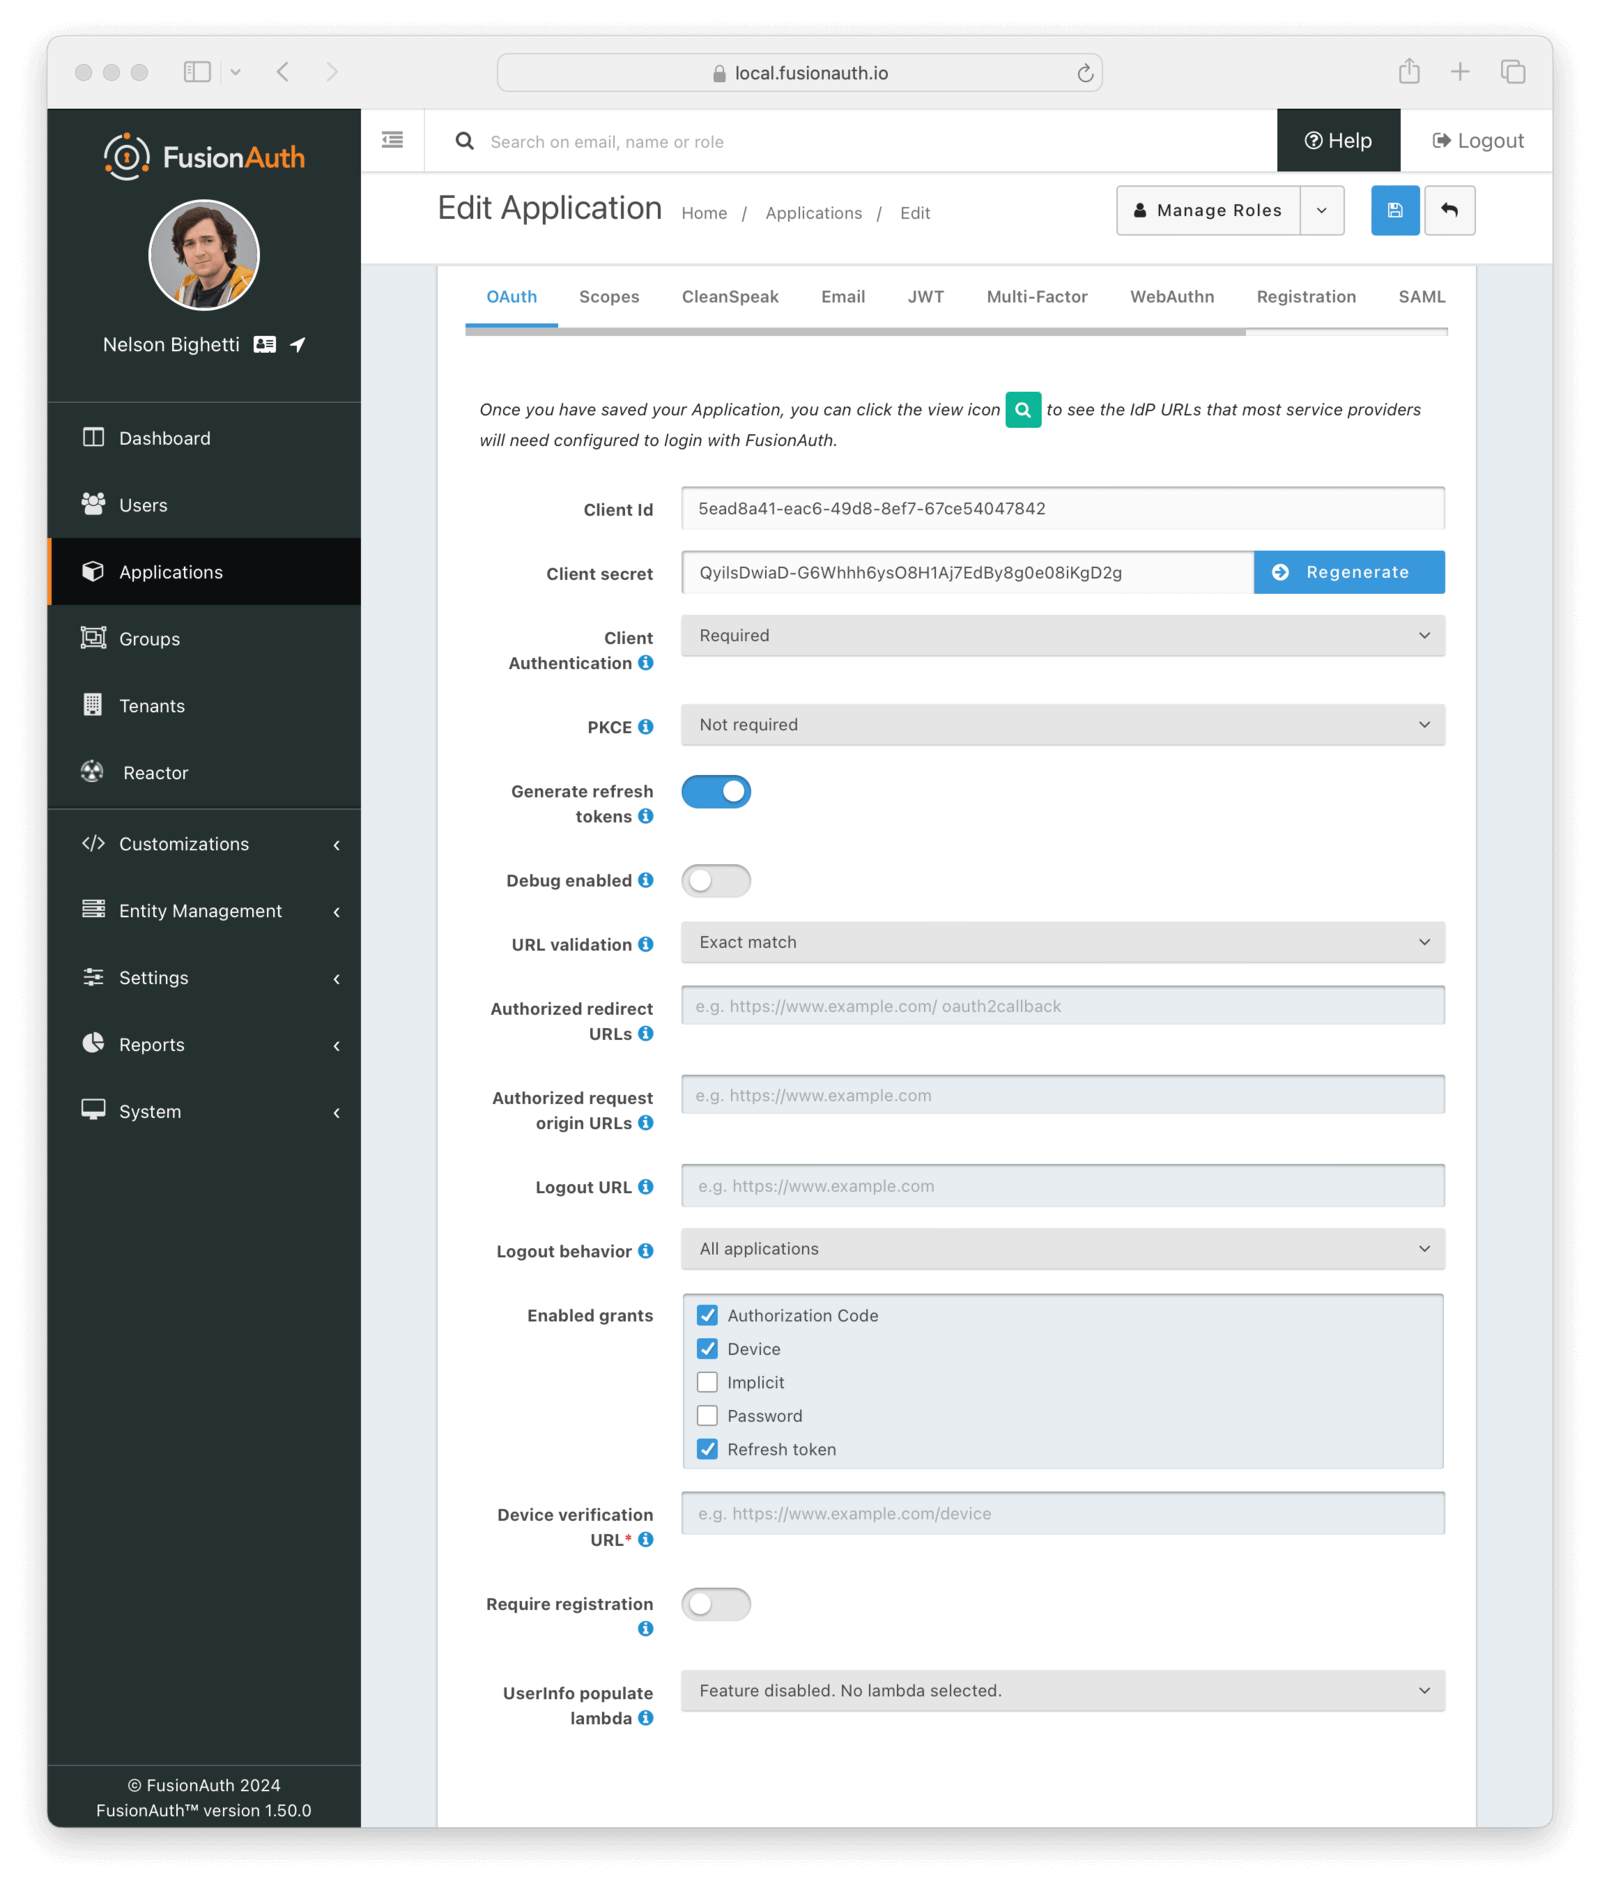 local.fusionauth.io
FusionAuth
Search on email, name or role
Help
Logout
Edit Application
Home / Applications / Edit
Manage Roles
Nelson Bighetti
Dashboard
Users
Applications
Groups
Tenants
Reactor
Customizations
Entity Management
Settings
Reports
System
© FusionAuth 2024
FusionAuth™ version 1.50.0
OAuth
Scopes
CleanSpeak
Email
JWT
Multi-Factor
WebAuthn
Registration
SAML
Once you have saved your Application, you can click the view icon to see the IdP URLs that most service providers
will need configured to login with FusionAuth.
Client Id
5ead8a41-eac6-49d8-8ef7-67ce54047842
Client secret
QyilsDwiaD-G6Whhh6ysO8H1Aj7EdBy8g0e08iKgD2g
Regenerate
Client
Authentication
Required
PKCE
Not required
Generate refresh
tokens
Debug enabled
URL validation
Exact match
Authorized redirect
URLs
e.g. https://www.example.com/ oauth2callback
Authorized request
origin URLs
e.g. https://www.example.com
Logout URL
e.g. https://www.example.com
Logout behavior
All applications
Enabled grants
Authorization Code
Device
Implicit
Password
Refresh token
Device verification
URL*
e.g. https://www.example.com/device
Require registration
UserInfo populate
lambda
Feature disabled. No lambda selected.